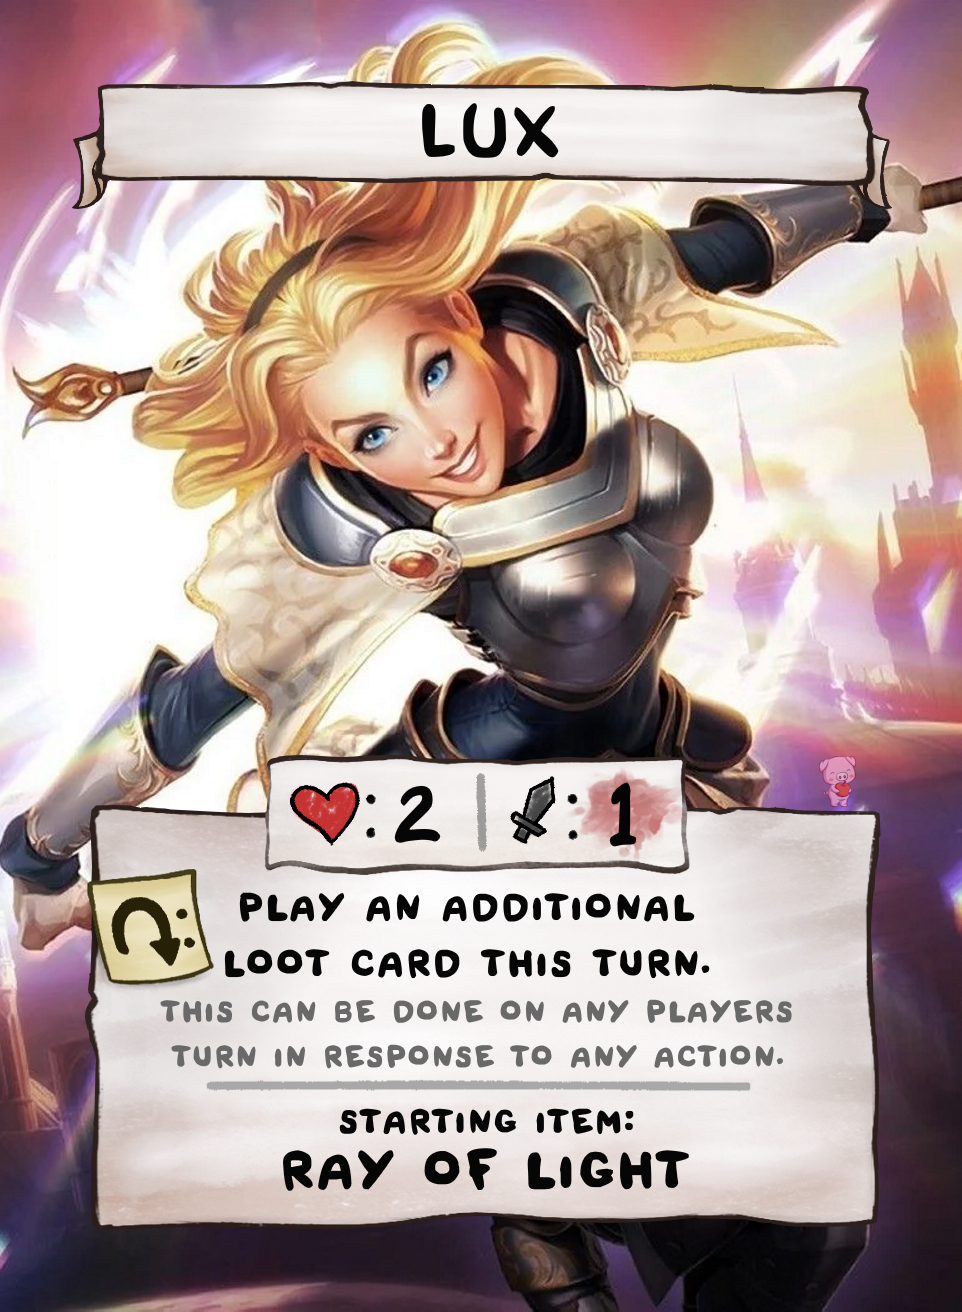 LUX
: 2 | : 1
PLAY AN ADDITIONAL
LOOT CARD THIS TURN.
THIS CAN BE DONE ON ANY PLAYERS
TURN IN RESPONSE TO ANY ACTION.
STARTING ITEM:
RAY OF LIGHT